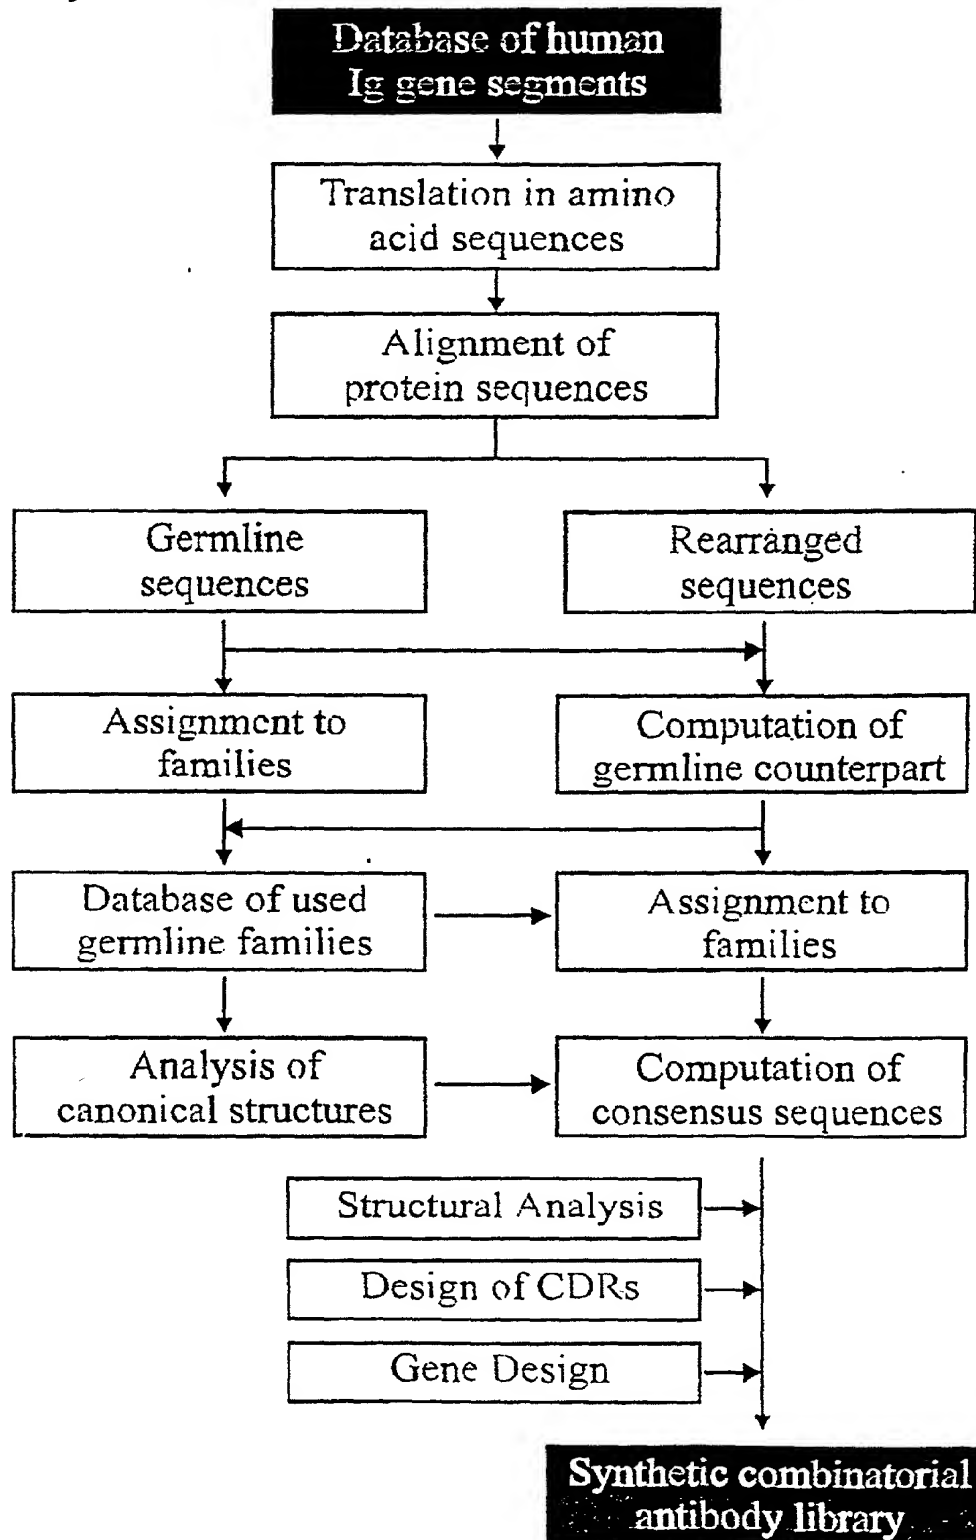 Database of human
Ig gene segments
Translation in amino
acid sequences
Alignment of
protein sequences
Germline
sequences
Rearranged
sequences
Assignment to
families
Computation of
germline counterpart
Database of used
germline families
Assignment to
families
Analysis of
canonical structures
Computation of
consensus sequences
Structural Analysis
Design of CDRs
Gene Design
Synthetic combinatorial
antibody library